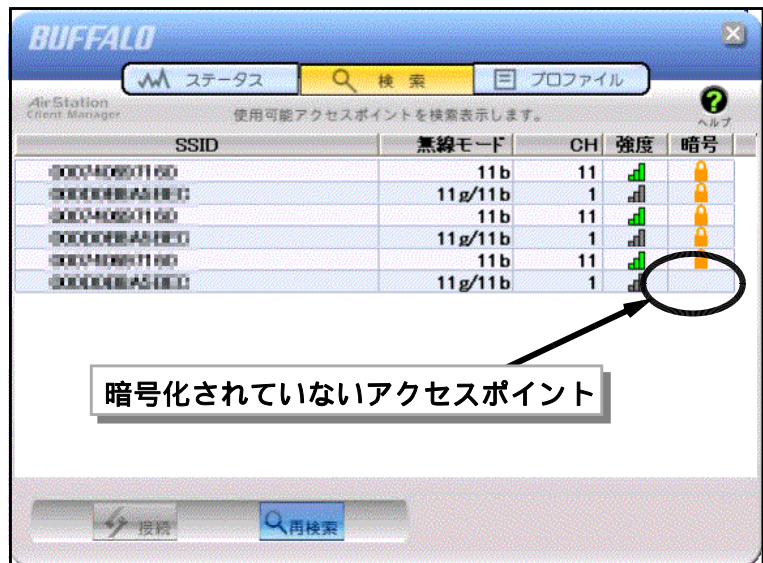 BUFFALO
ステータス 検索 プロファイル
AirStation
Client Manager
使用可能アクセスポイントを検索表示します。
ヘルプ
SSID 無線モード CH 強度 暗号
11b 11
11g/11b 1
11b 11
11g/11b 1
11b 11
11g/11b 1
暗号化されていないアクセスポイント
接続 再検索